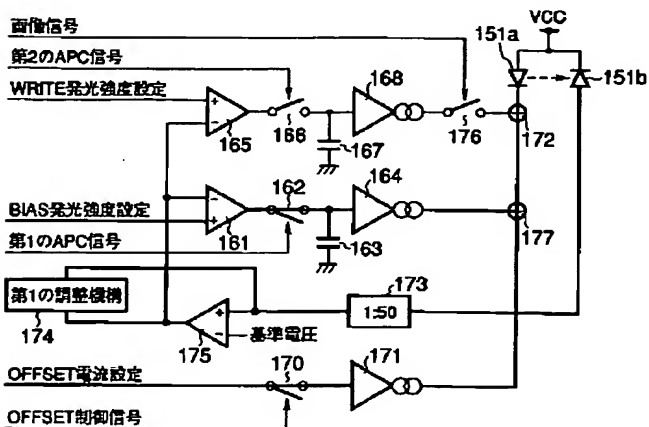 画像信号
第2のAPC信号
WRITE発光強度設定
VCC
151a
151b
168
165
166
167
176
172
BIAS発光強度設定
第1のAPC信号
162
164
161
163
177
第1の調整機構
174
175
基準電圧
173
1:50
OFFSET電流設定
170
171
OFFSET制御信号